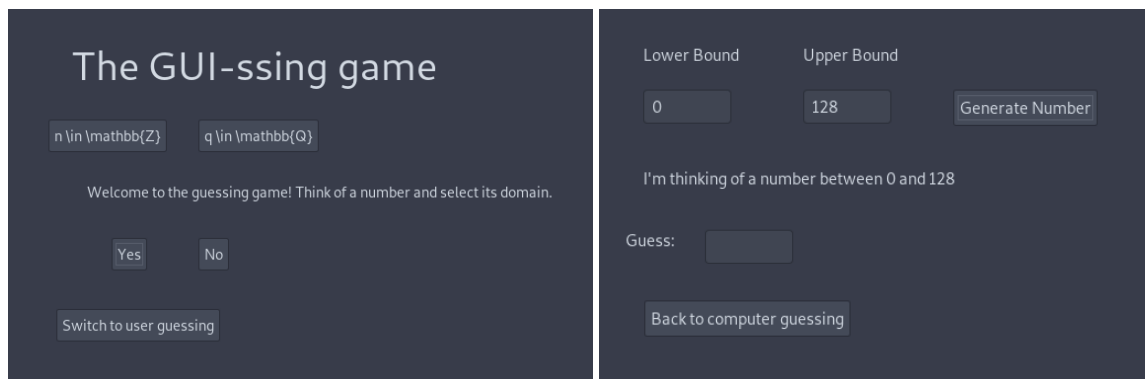 The GUI-ssing game
n \in \mathbb{Z} q \in \mathbb{Q}
Welcome to the guessing game! Think of a number and select its domain.
Yes No
Switch to user guessing
Lower Bound Upper Bound
0 128 Generate Number
I'm thinking of a number between 0 and 128
Guess:
Back to computer guessing